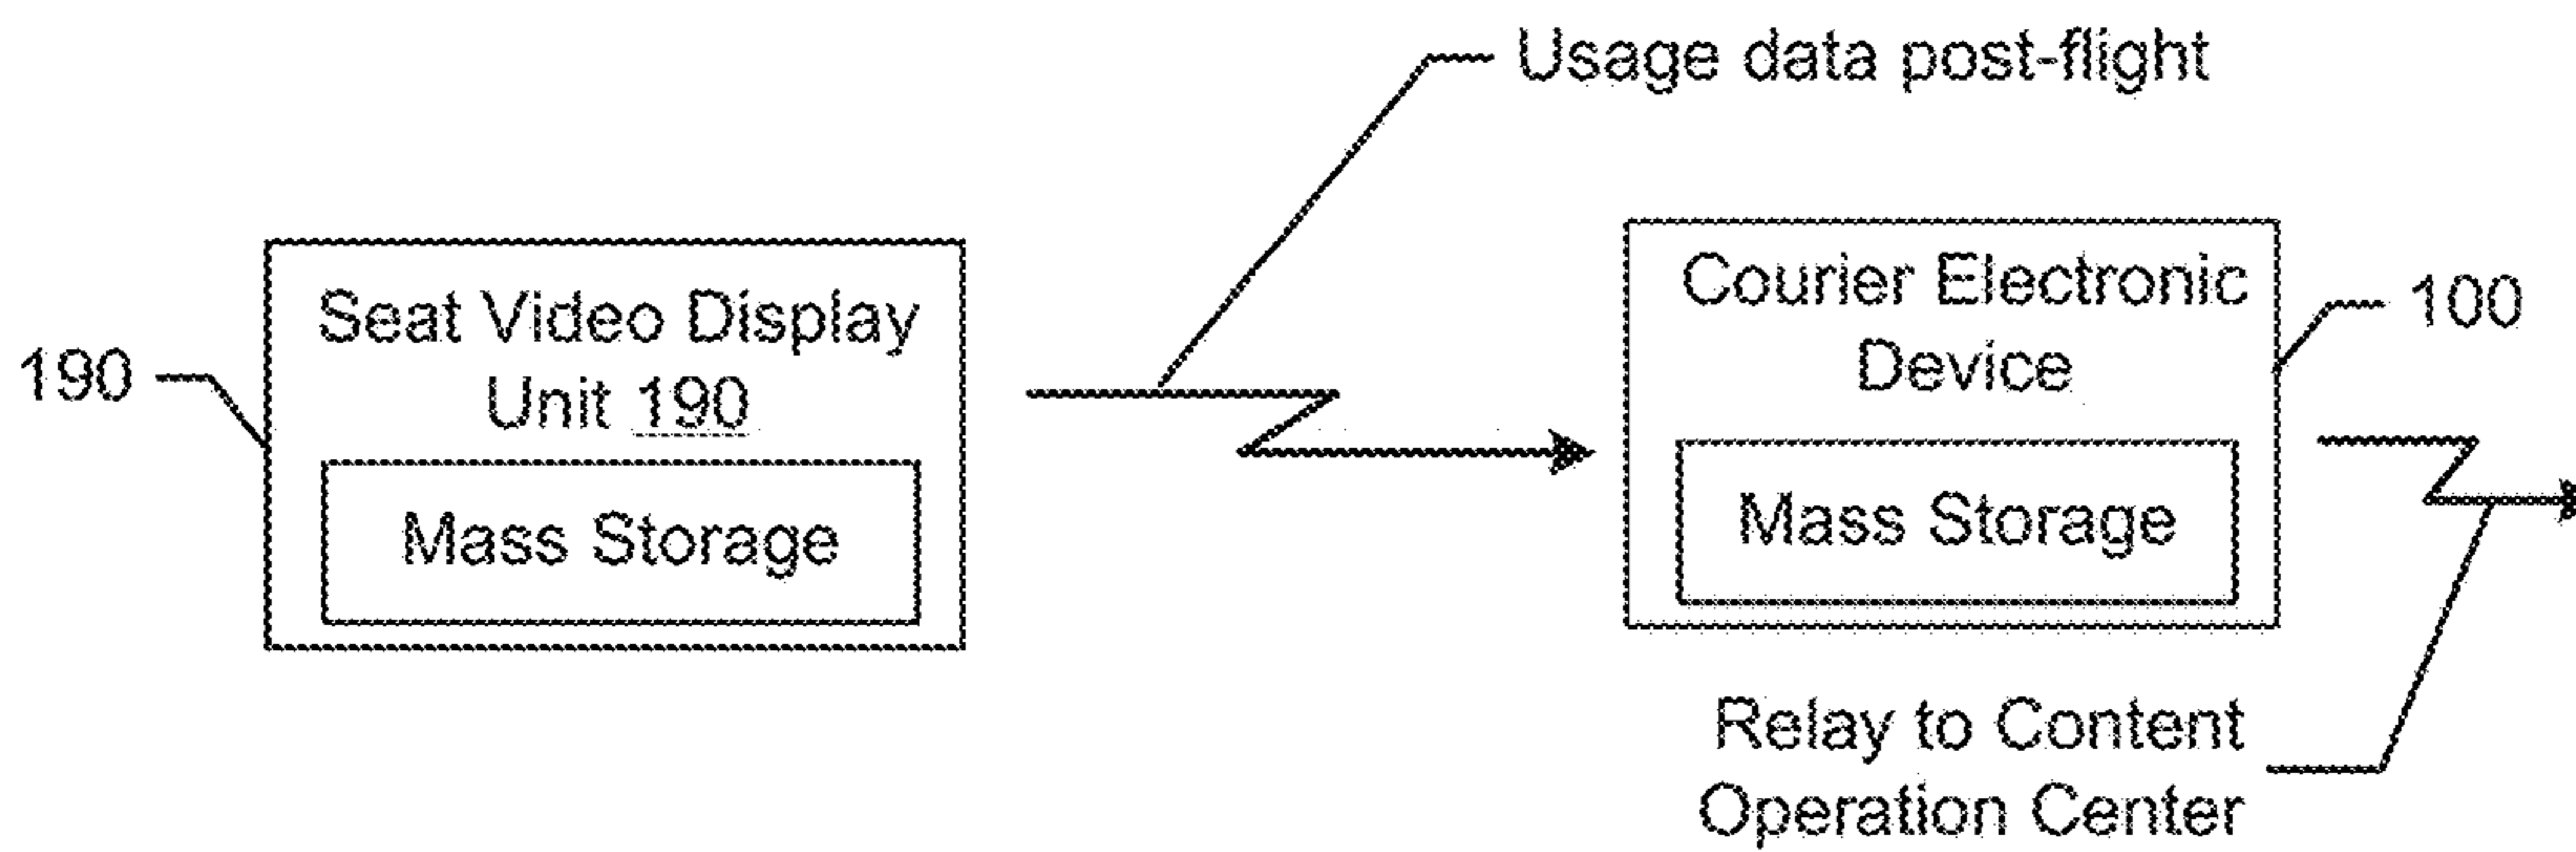 Usage data post-flight
190
Seat Video Display
Unit 190
Mass Storage
Courier Electronic
Device
Mass Storage
100
Relay to Content
Operation Center